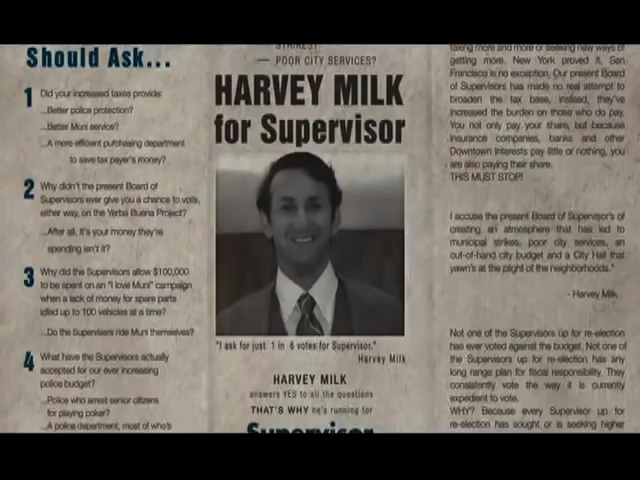 Should Ask...
1 Did your increased taxes provide:
...Better police protection?
...Better Muni service?
...A more efficient purchasing department
to save tax payer's money?
2 Why didn't the present Board of
Supervisors ever give you a chance to vote,
either way, on the Yerba Buena Project?
...After all, it's your money they're
spending isn't it?
3 Why did the Supervisors allow $100,000
to be spent on an "I love Muni" campaign
when a lack of money for spare parts
idled up to 100 vehicles at a time?
...Do the Supervisors ride Muni themselves?
4 What have the Supervisors actually
accepted for our ever increasing
police budget?
...Police who arrest senior citizens
for playing poker?
...A police department, most of who's
STRIKES?
— POOR CITY SERVICES?
HARVEY MILK
for Supervisor
"I ask for just 1 in 6 votes for Supervisor."
Harvey Milk
HARVEY MILK
answers YES to all the questions
THAT'S WHY he's running for
Supervisor
taxing more and more or seeking new ways of
getting more. New York proved it, San
Francisco is no exception. Our present Board
of Supervisors has made no real attempt to
broaden the tax base. Instead, they've
increased the burden on those who do pay.
You not only pay your share, but because
insurance companies, banks and other
Downtown Interests pay little or nothing, you
are also paying their share.
THIS MUST STOP!
I accuse the present Board of Supervisor's of
creating an atmosphere that has led to
municipal strikes, poor city services, an
out-of-hand city budget and a City Hall that
yawn's at the plight of the neighborhoods."
- Harvey Milk
Not one of the Supervisors up for re-election
has ever voted against the budget. Not one of
the Supervisors up for re-election has any
long range plan for fiscal responsibility. They
consistently vote the way it is currently
expedient to vote.
WHY? Because every Supervisor up for
re-election has sought or is seeking higher